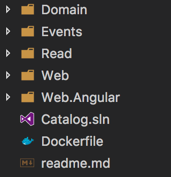 Domain
Events
Read
Web
Web.Angular
Catalog.sln
Dockerfile
readme.md